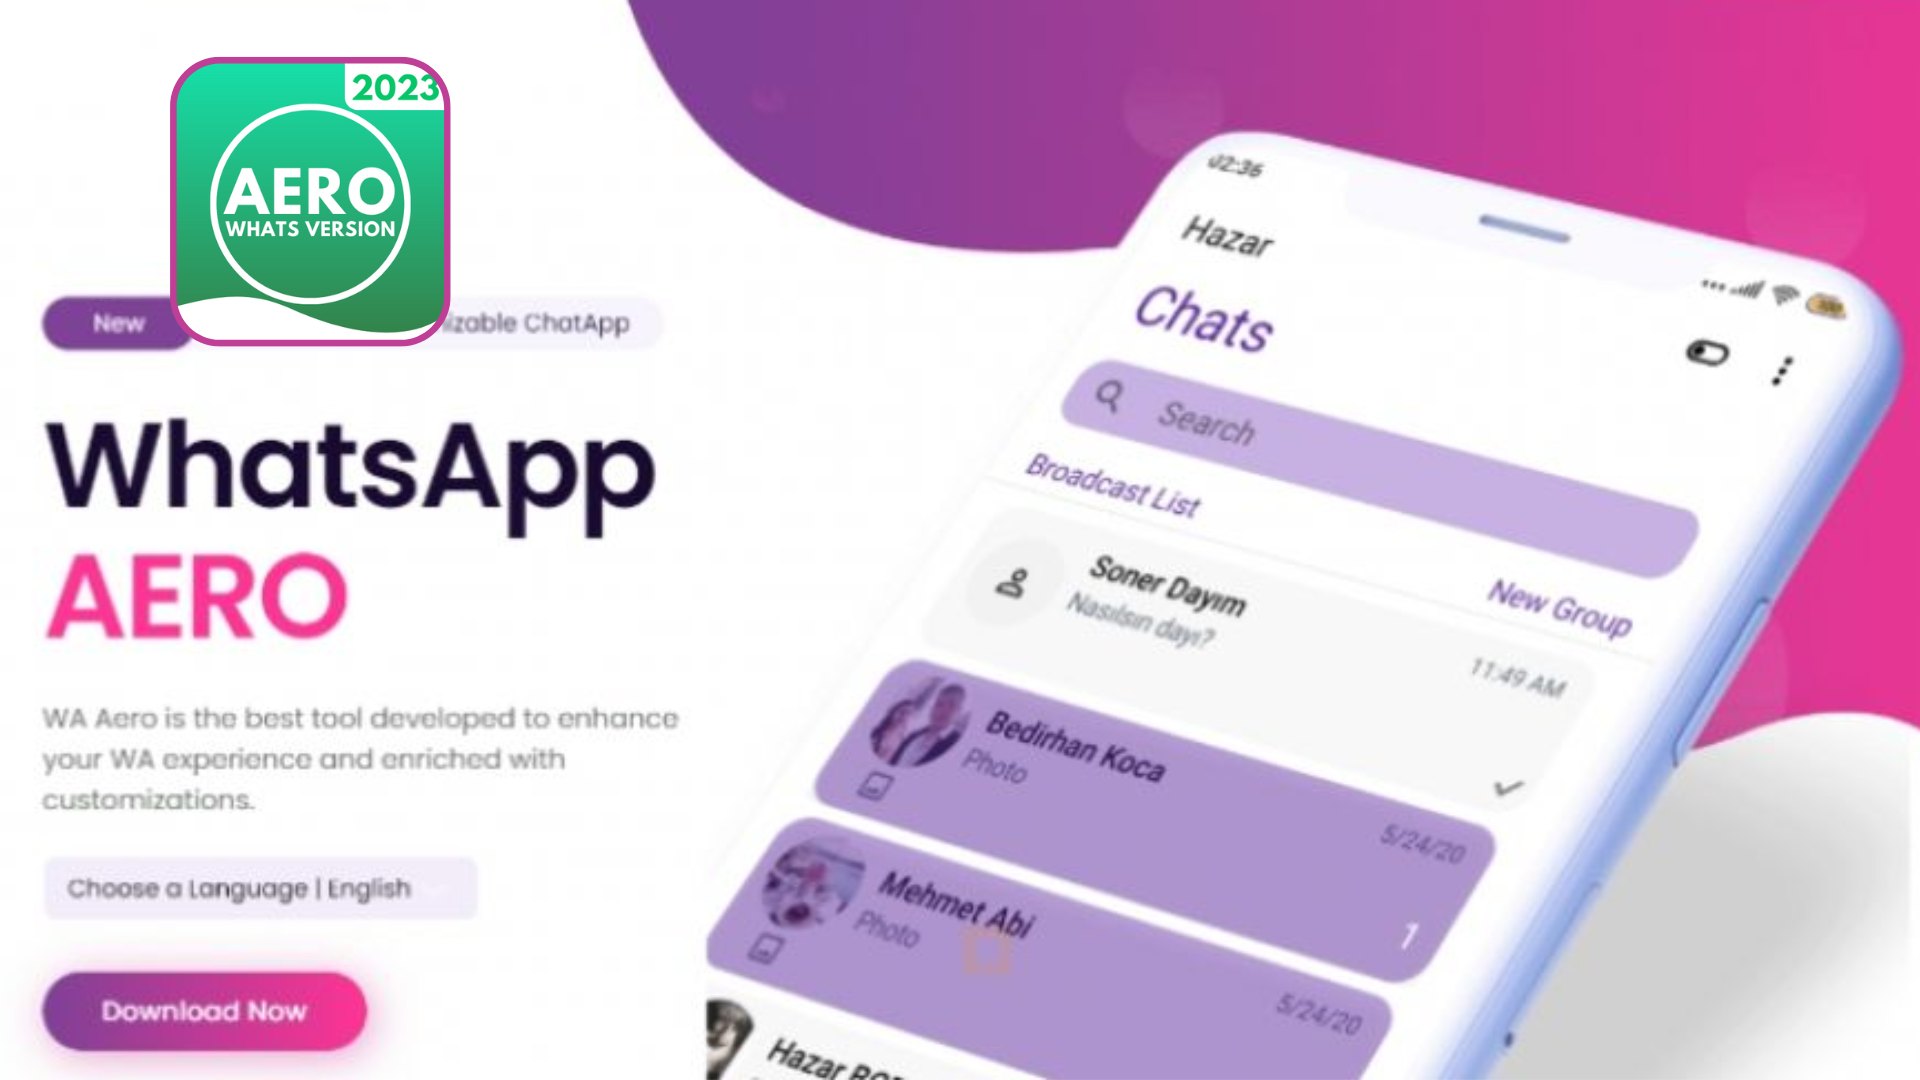 2023
AERO
WHATS VERSION
New
izable ChatApp
WhatsApp
AERO
WA Aero is the best tool developed to enhance
your WA experience and enriched with
customizations.
Choose a Language | English
Download Now
02:36
Hazar
Chats
Search
Broadcast List
New Group
Soner Dayım
Nasılsın dayı?
11:49 AM
Bedirhan Koca
Photo
5/24/20
1
Mehmet Abi
Photo
5/24/20
Hazar